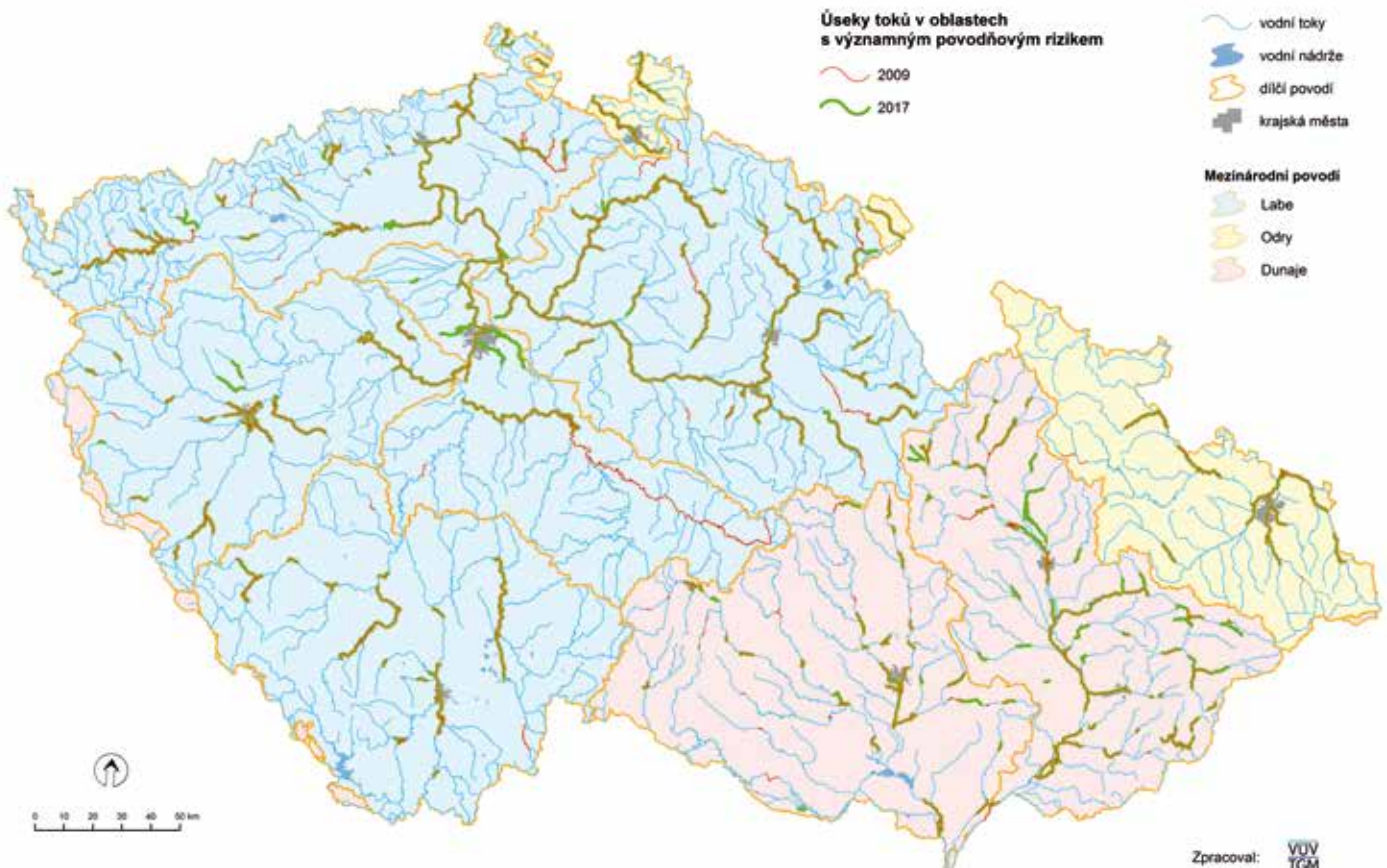 Úseky toků v oblastech
s významným povodňovým rizikem
2009
2017
vodní toky
vodní nádrže
dílčí povodí
krajská města
Mezinárodní povodí
Labe
Odry
Dunaje
0 10 20 30 40 50 km
Zpracoval:
VÚV
TGM